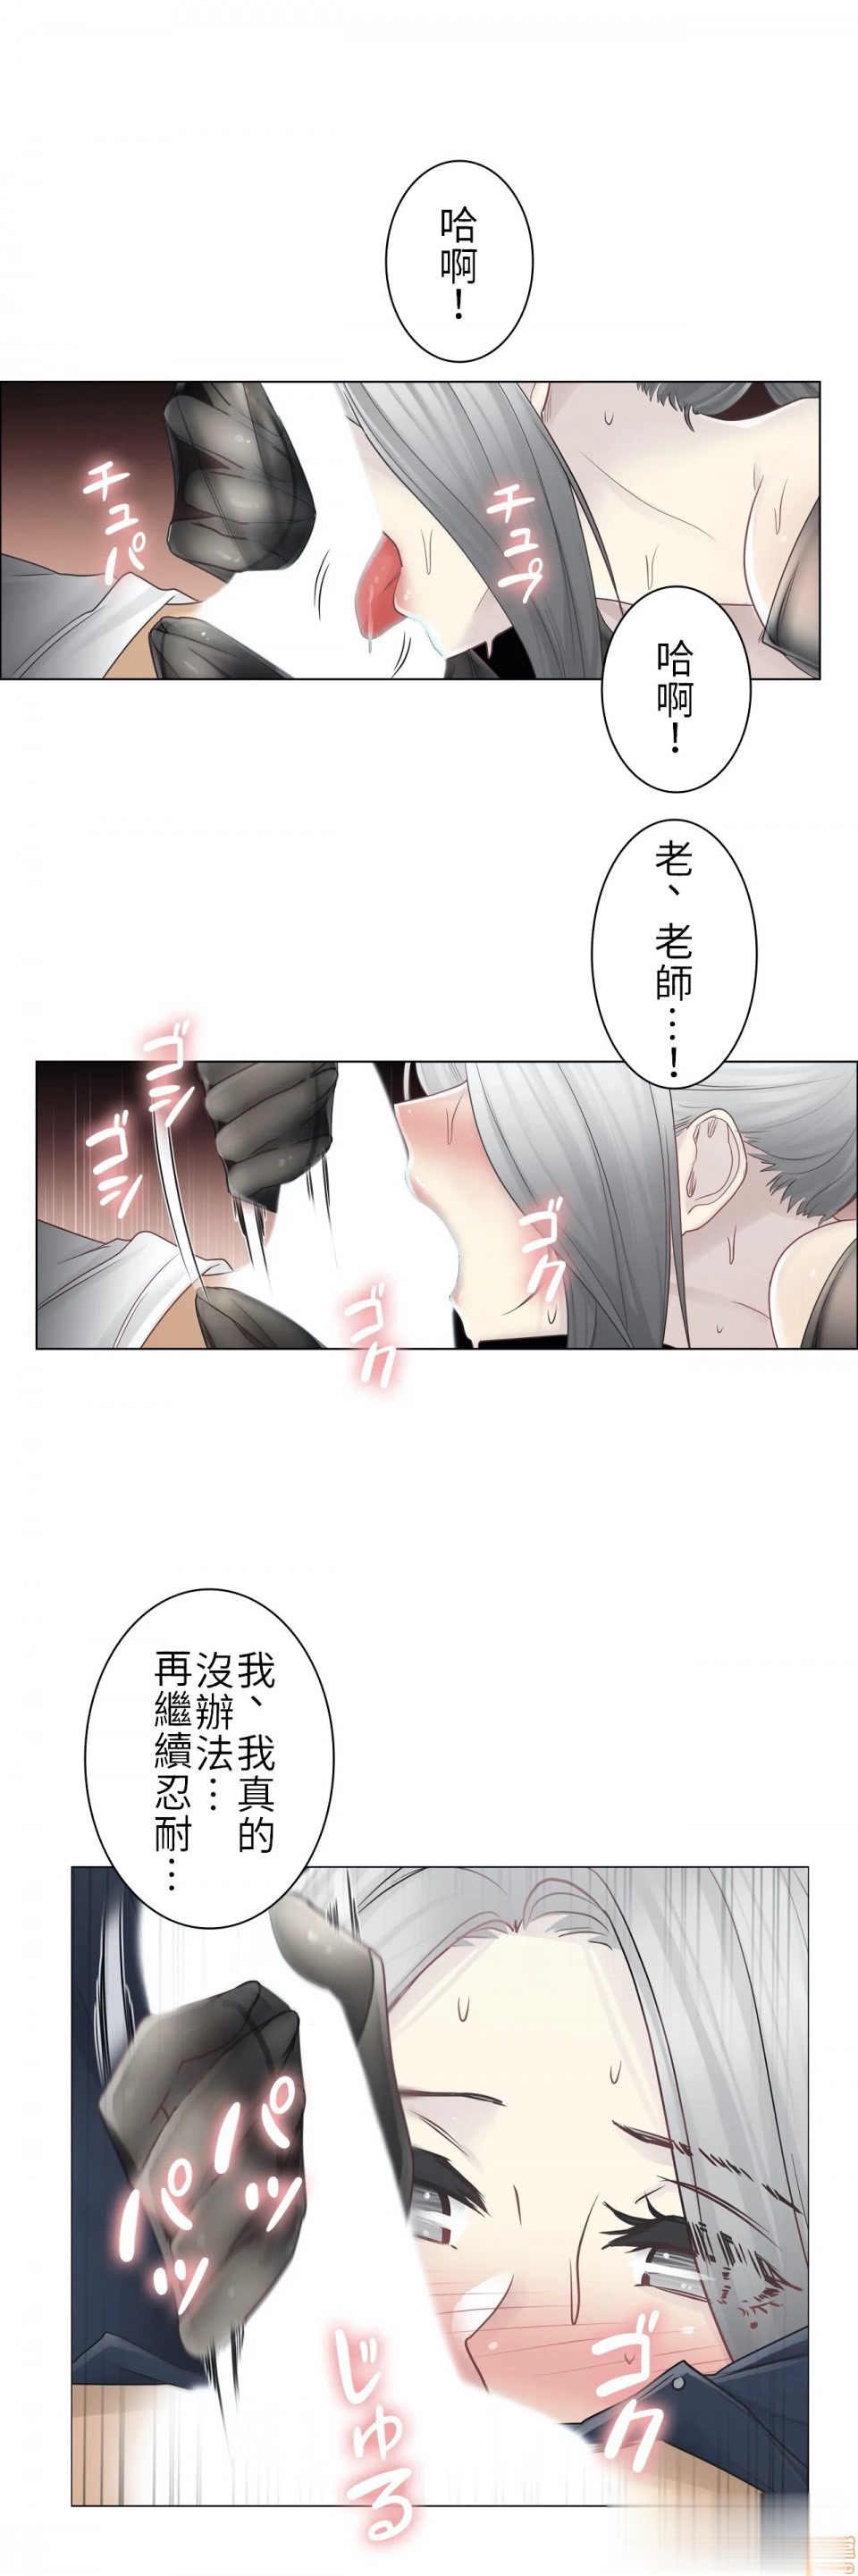 哈啊！
チュパ
チュプ
哈啊！
老、老師…！
ゴシ
ゴシ
ゴク
ゴク
我、我真的
沒辦法…
再繼續忍耐…
パッ
パッ
ゴク
じゅる